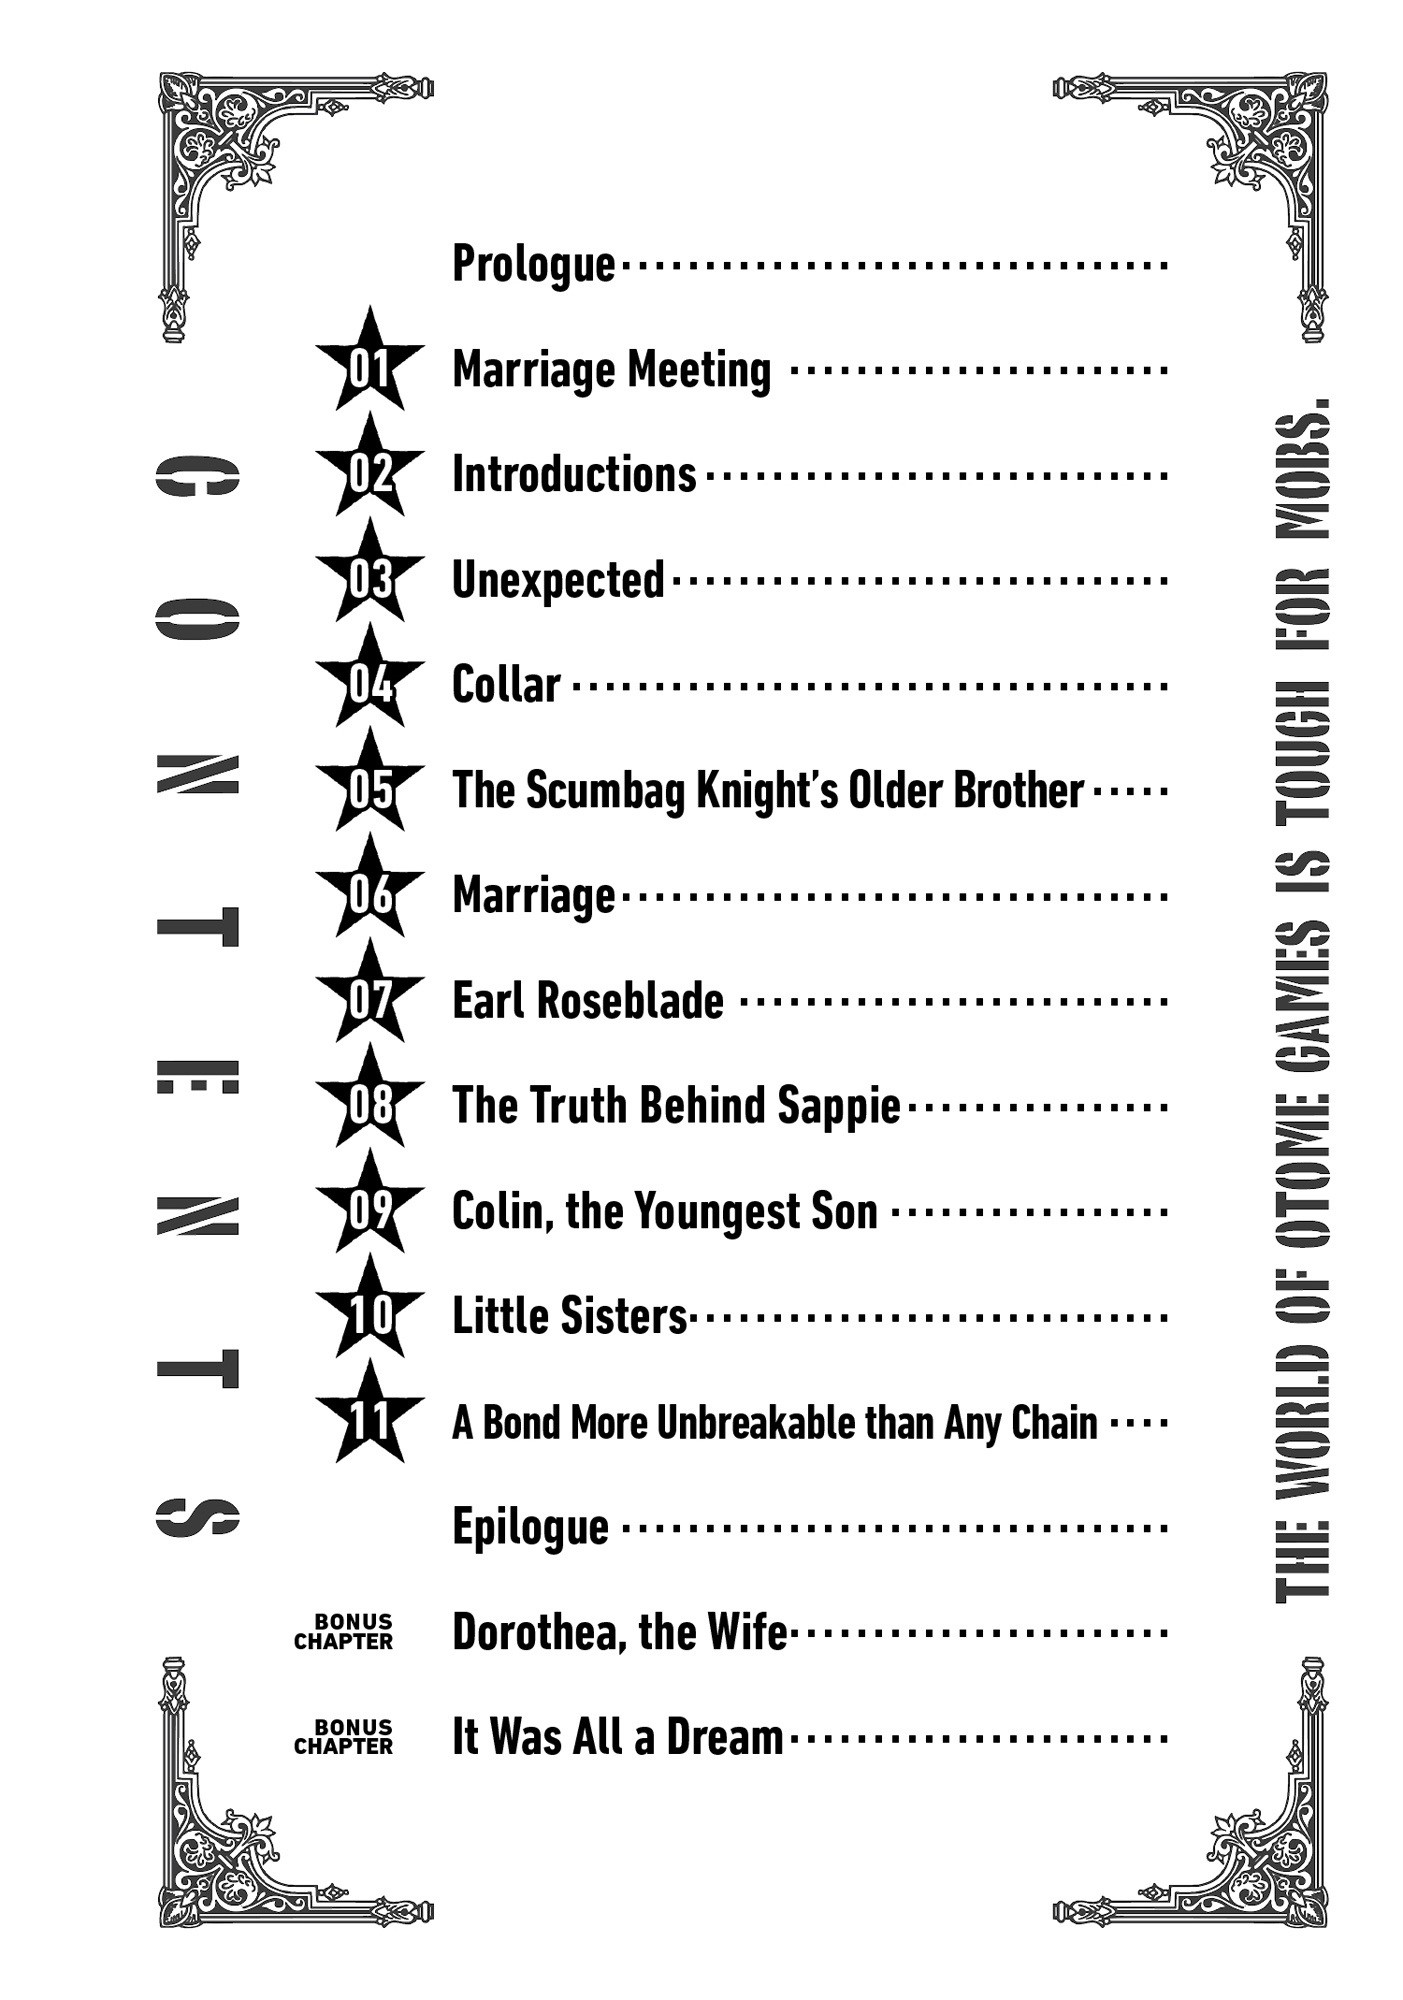 CONTENTS
Prologue
01 Marriage Meeting
02 Introductions
03 Unexpected
04 Collar
05 The Scumbag Knight’s Older Brother
06 Marriage
07 Earl Roseblade
08 The Truth Behind Sappie
09 Colin, the Youngest Son
10 Little Sisters
11 A Bond More Unbreakable than Any Chain
Epilogue
BONUS
CHAPTER
Dorothea, the Wife
BONUS
CHAPTER
It Was All a Dream
THE WORLD OF OTOME GAMES IS TOUGH FOR MOBS.